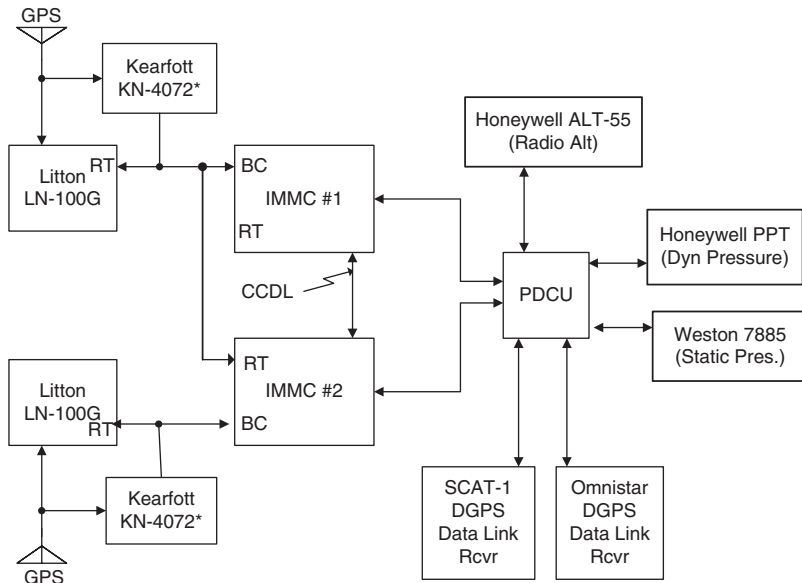 GPS
Kearfott
KN-4072*
Litton
LN-100G
RT
BC
IMMC #1
RT
CCDL
RT
IMMC #2
BC
Litton
LN-100G
RT
Kearfott
KN-4072*
GPS
Honeywell ALT-55
(Radio Alt)
PDCU
Honeywell PPT
(Dyn Pressure)
Weston 7885
(Static Pres.)
SCAT-1
DGPS
Data Link
Rcvr
Omnistar
DGPS
Data Link
Rcvr